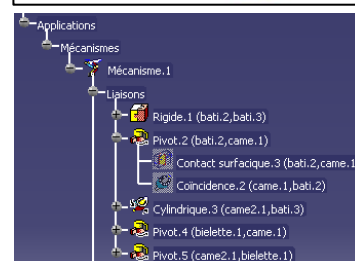 Applications
Mécanismes
Mécanisme.1
Liaisons
Rigide.1 (bati.2,bati.3)
Pivot.2 (bati.2,came.1)
Contact surfacique.3 (bati.2,came.1
Coïncidence.2 (came.1,bati.2)
Cylindrique.3 (came2.1,bati.3)
Pivot.4 (bielette.1,came.1)
Pivot.5 (came2.1,bielette.1)